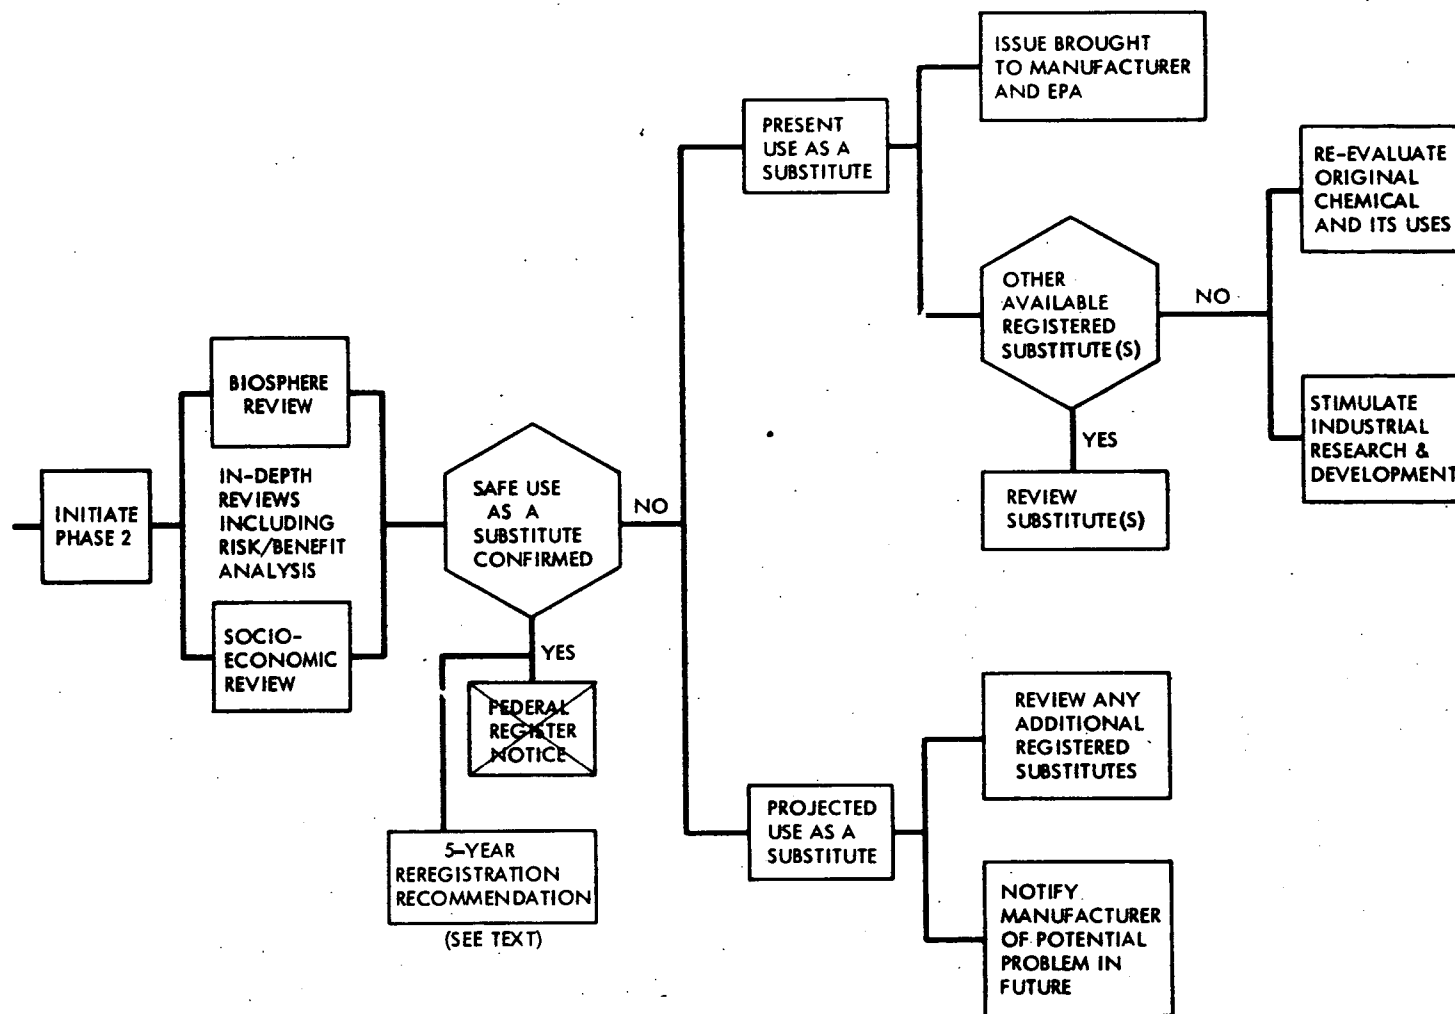 INITIATE
PHASE 2
BIOSPHERE
REVIEW
IN-DEPTH
REVIEWS
INCLUDING
RISK/BENEFIT
ANALYSIS
SOCIO-
ECONOMIC
REVIEW
SAFE USE
AS A
SUBSTITUTE
CONFIRMED
NO
YES
FEDERAL
REGISTER
NOTICE
5-YEAR
REREGISTRATION
RECOMMENDATION
(SEE TEXT)
PRESENT
USE AS A
SUBSTITUTE
ISSUE BROUGHT
TO MANUFACTURER
AND EPA
OTHER
AVAILABLE
REGISTERED
SUBSTITUTE(S)
NO
YES
REVIEW
SUBSTITUTE(S)
RE-EVALUATE
ORIGINAL
CHEMICAL
AND ITS USES
STIMULATE
INDUSTRIAL
RESEARCH &
DEVELOPMENT
PROJECTED
USE AS A
SUBSTITUTE
REVIEW ANY
ADDITIONAL
REGISTERED
SUBSTITUTES
NOTIFY
MANUFACTURER
OF POTENTIAL
PROBLEM IN
FUTURE